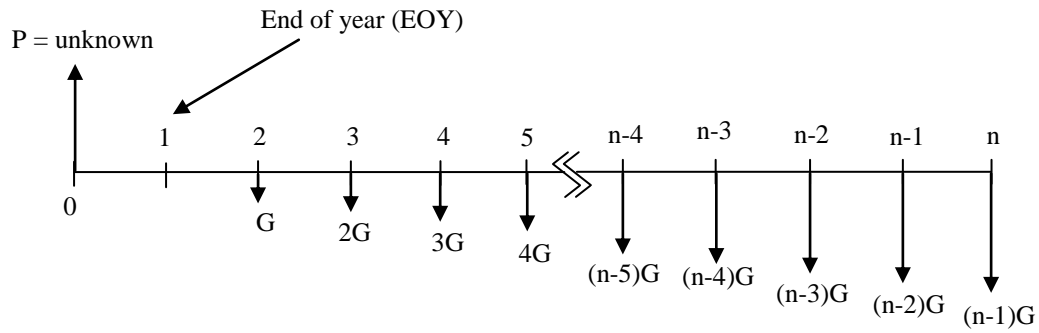 End of year (EOY)
P = unknown
1 2 3 4 5 n-4 n-3 n-2 n-1 n
0
G 2G 3G 4G (n-5)G (n-4)G (n-3)G (n-2)G (n-1)G